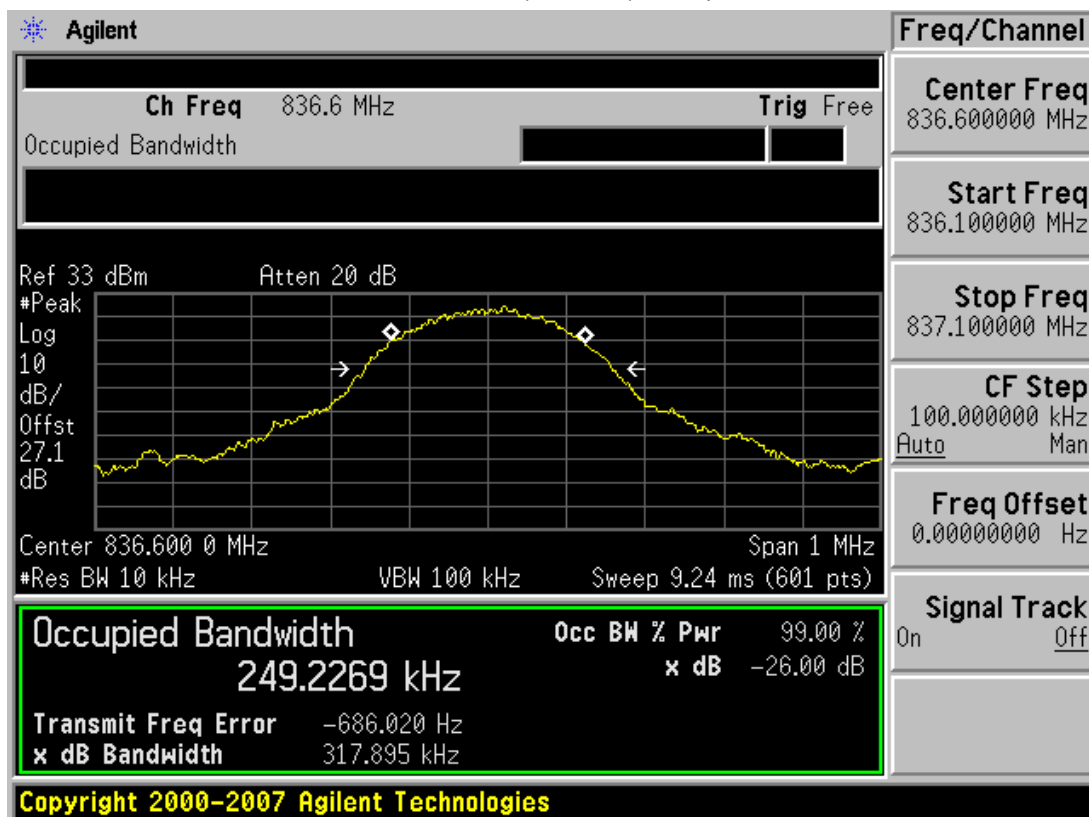 Agilent
Freq/Channel
Ch Freq 836.6 MHz Trig Free
Occupied Bandwidth
Center Freq
836.600000 MHz
Start Freq
836.100000 MHz
Stop Freq
837.100000 MHz
CF Step
100.000000 kHz
Auto Man
Freq Offset
0.00000000 Hz
Signal Track
On Off
Ref 33 dBm Atten 20 dB
#Peak
Log
10
dB/
Offst
27.1
dB
Center 836.600 0 MHz Span 1 MHz
#Res BW 10 kHz VBW 100 kHz Sweep 9.24 ms (601 pts)
Occupied Bandwidth
249.2269 kHz
Occ BW % Pwr 99.00 %
x dB -26.00 dB
Transmit Freq Error -686.020 Hz
x dB Bandwidth 317.895 kHz
Copyright 2000-2007 Agilent Technologies